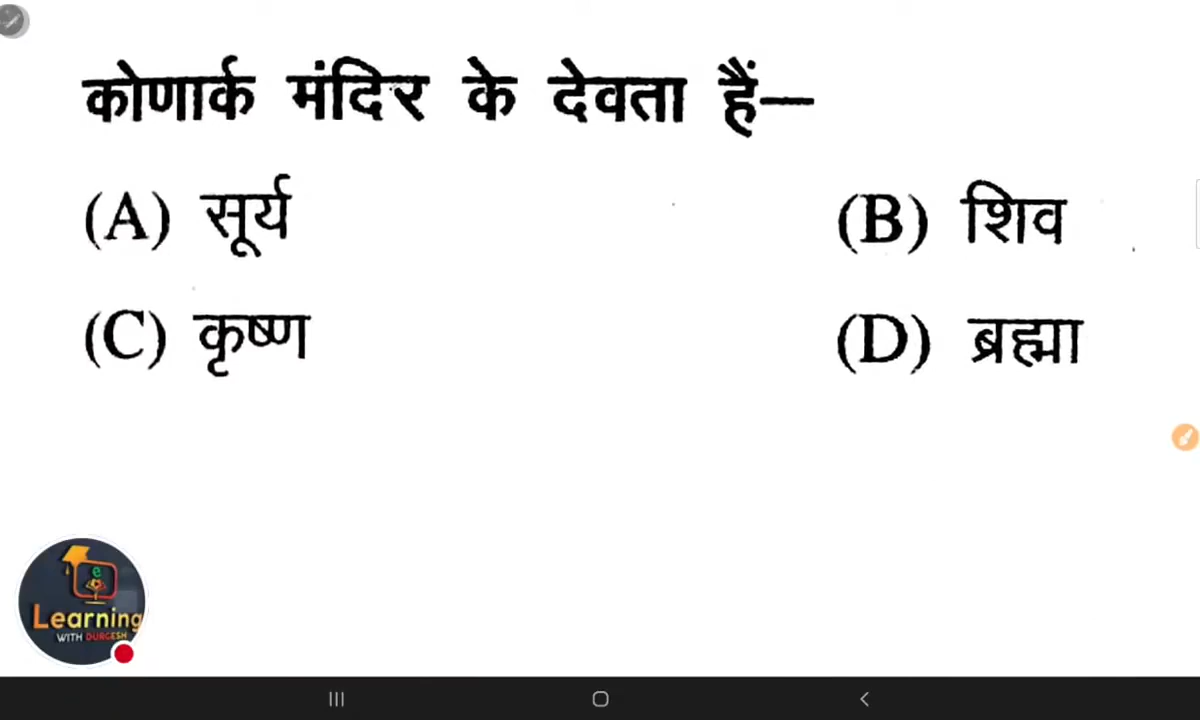 कोणार्क मंदिर के देवता हैं—
(A) सूर्य (B) शिव
(C) कृष्ण (D) ब्रह्मा
e
Learning
WITH DURGESH